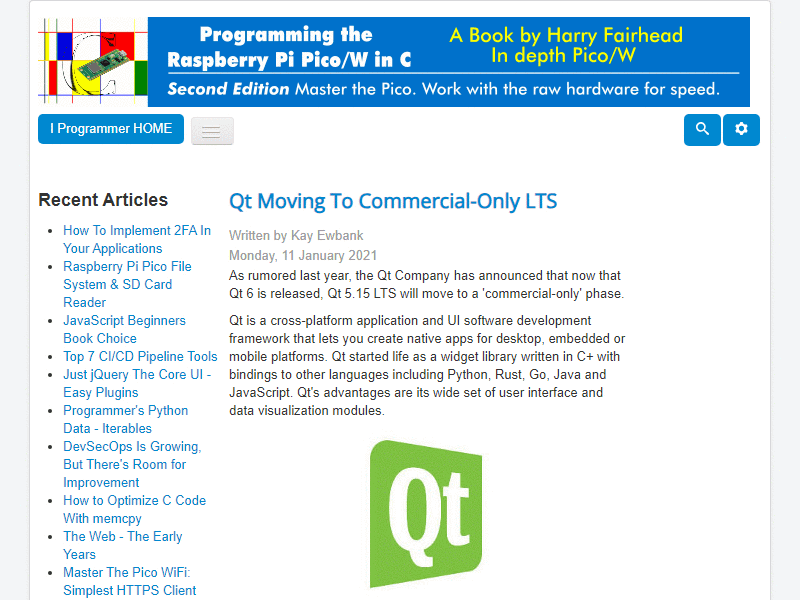 Programming the
Raspberry Pi Pico/W in C
A Book by Harry Fairhead
In depth Pico/W
Second Edition Master the Pico. Work with the raw hardware for speed.
I Programmer HOME
Recent Articles
How To Implement 2FA In
Your Applications
Raspberry Pi Pico File
System & SD Card
Reader
JavaScript Beginners
Book Choice
Top 7 CI/CD Pipeline Tools
Just jQuery The Core UI -
Easy Plugins
Programmer's Python
Data - Iterables
DevSecOps Is Growing,
But There's Room for
Improvement
How to Optimize C Code
With memcpy
The Web - The Early
Years
Master The Pico WiFi:
Simplest HTTPS Client
Qt Moving To Commercial-Only LTS
Written by Kay Ewbank
Monday, 11 January 2021
As rumored last year, the Qt Company has announced that now that
Qt 6 is released, Qt 5.15 LTS will move to a 'commercial-only' phase.
Qt is a cross-platform application and UI software development
framework that lets you create native apps for desktop, embedded or
mobile platforms. Qt started life as a widget library written in C+ with
bindings to other languages including Python, Rust, Go, Java and
JavaScript. Qt's advantages are its wide set of user interface and
data visualization modules.
Qt